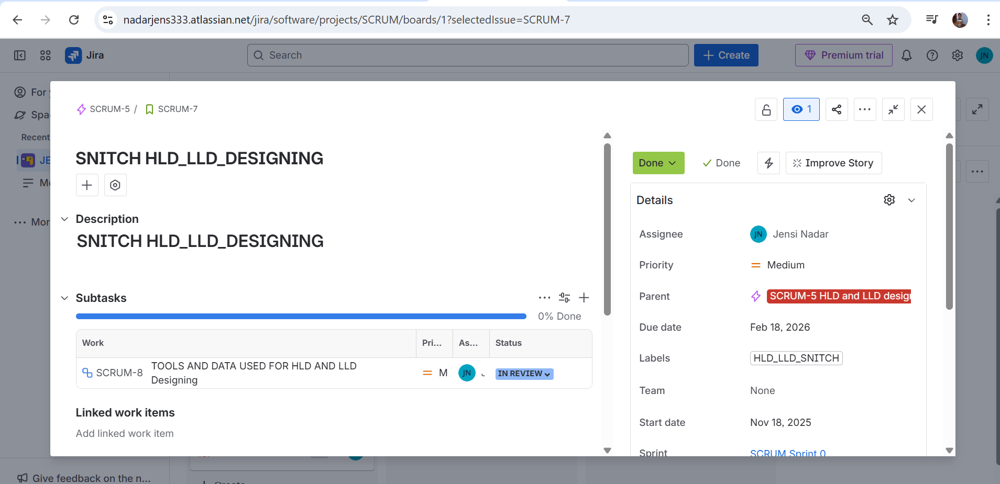 nadarjens333.atlassian.net/jira/software/projects/SCRUM/boards/1?selectedIssue=SCRUM-7
Jira
Search
Create
Premium trial
JN
For
Spa
Recent
JE
Mor
SCRUM-5 / SCRUM-7
1
SNITCH HLD_LLD_DESIGNING
Description
SNITCH HLD_LLD_DESIGNING
Subtasks
0% Done
Work Pri... As... Status
SCRUM-8 TOOLS AND DATA USED FOR HLD AND LLD
Designing M JN IN REVIEW
Linked work items
Add linked work item
Done Done Improve Story
Details
Assignee JN Jensi Nadar
Priority Medium
Parent SCRUM-5 HLD and LLD desig
Due date Feb 18, 2026
Labels HLD_LLD_SNITCH
Team None
Start date Nov 18, 2025
Sprint SCRUM Sprint 0
Give feedback on the n...
Create